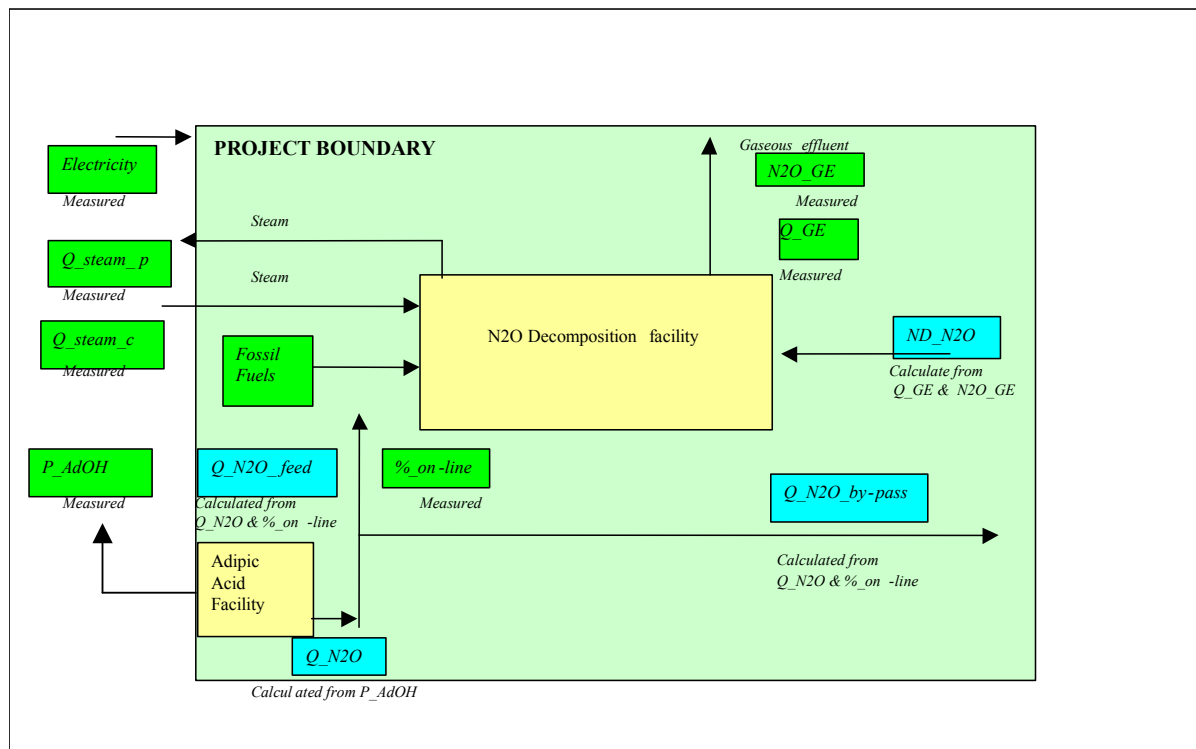 PROJECT BOUNDARY
Electricity
Measured
Gaseous effluent
N2O_GE
Measured
Q_GE
Measured
Steam
Q_steam_p
Measured
Steam
Q_steam_c
Measured
N2O Decomposition facility
ND_N2O
Calculate from
Q_GE & N2O_GE
Fossil
Fuels
P_AdOH
Measured
Q_N2O_feed
Calculated from
Q_N2O & %_on -line
%_on-line
Measured
Q_N2O_by-pass
Calculated from
Q_N2O & %_on -line
Adipic
Acid
Facility
Q_N2O
Calcul ated from P_AdOH